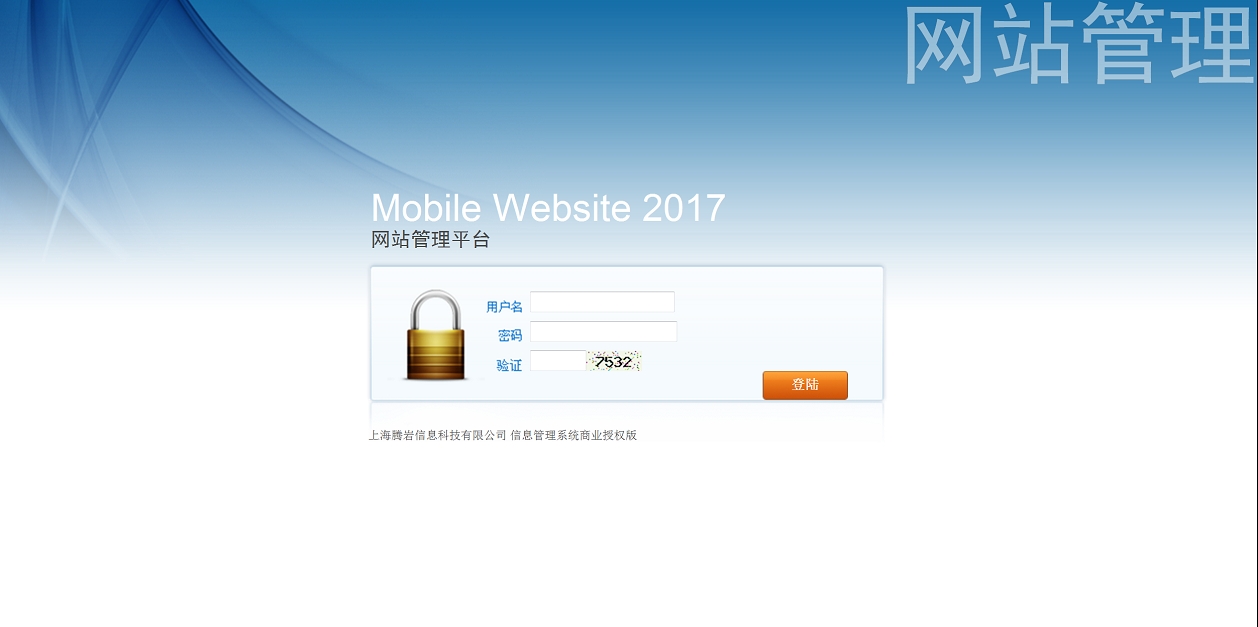 网站管理
Mobile Website 2017
网站管理平台
用户名
密码
验证 7532
登陆
上海腾岩信息科技有限公司 信息管理系统商业授权版